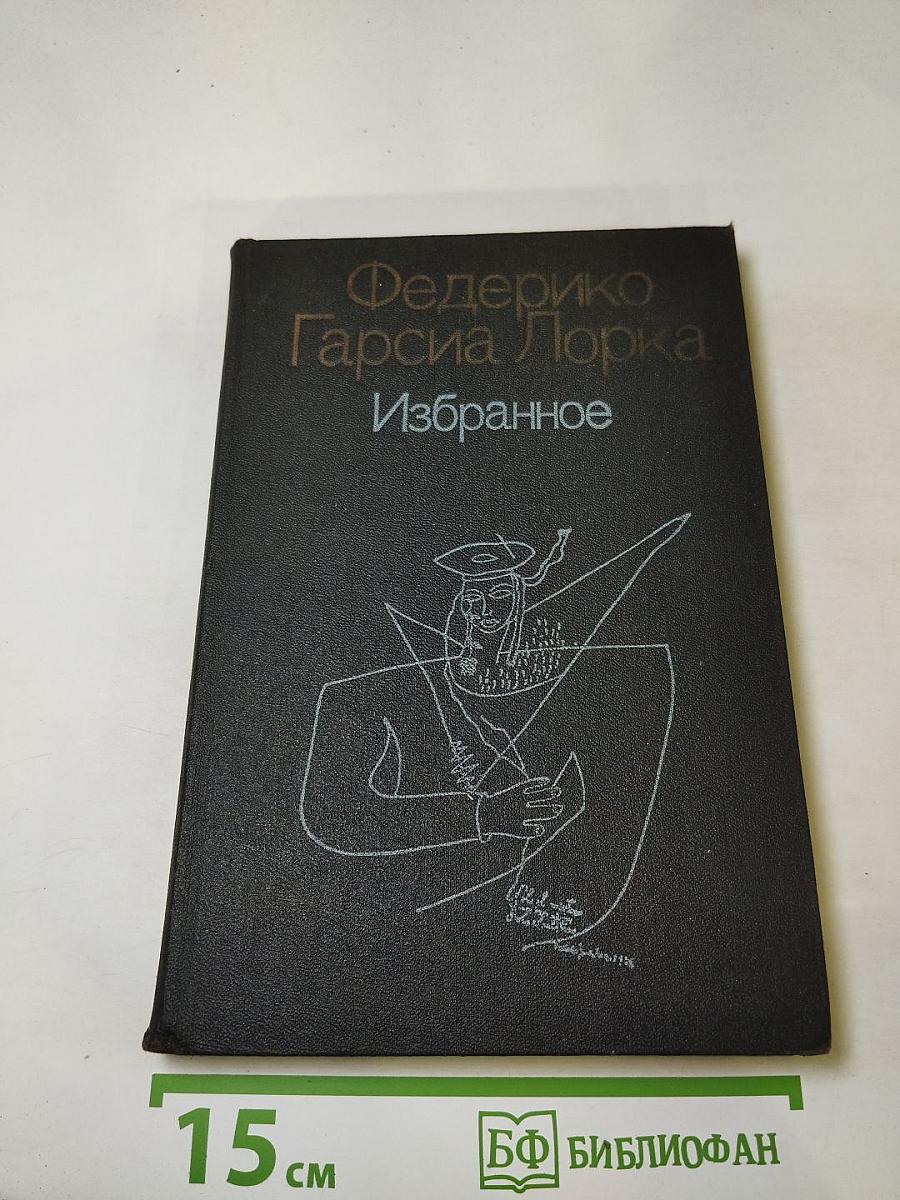 Федерико
Гарсиа Лорка
Избранное
15 см
БФ БИБЛИОФАН